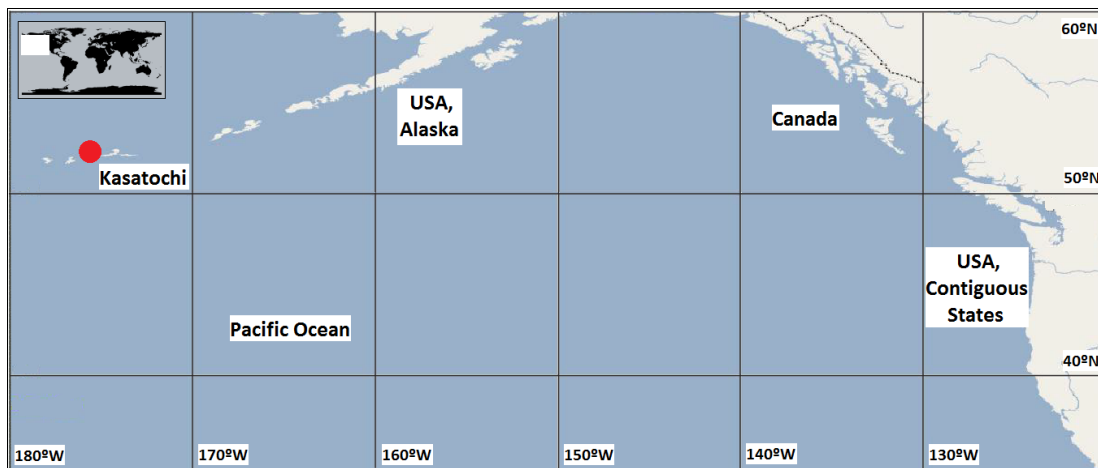 60ºN
USA,
Alaska
Canada
Kasatochi
50ºN
USA,
Contiguous
States
Pacific Ocean
40ºN
180ºW
170ºW
160ºW
150ºW
140ºW
130ºW